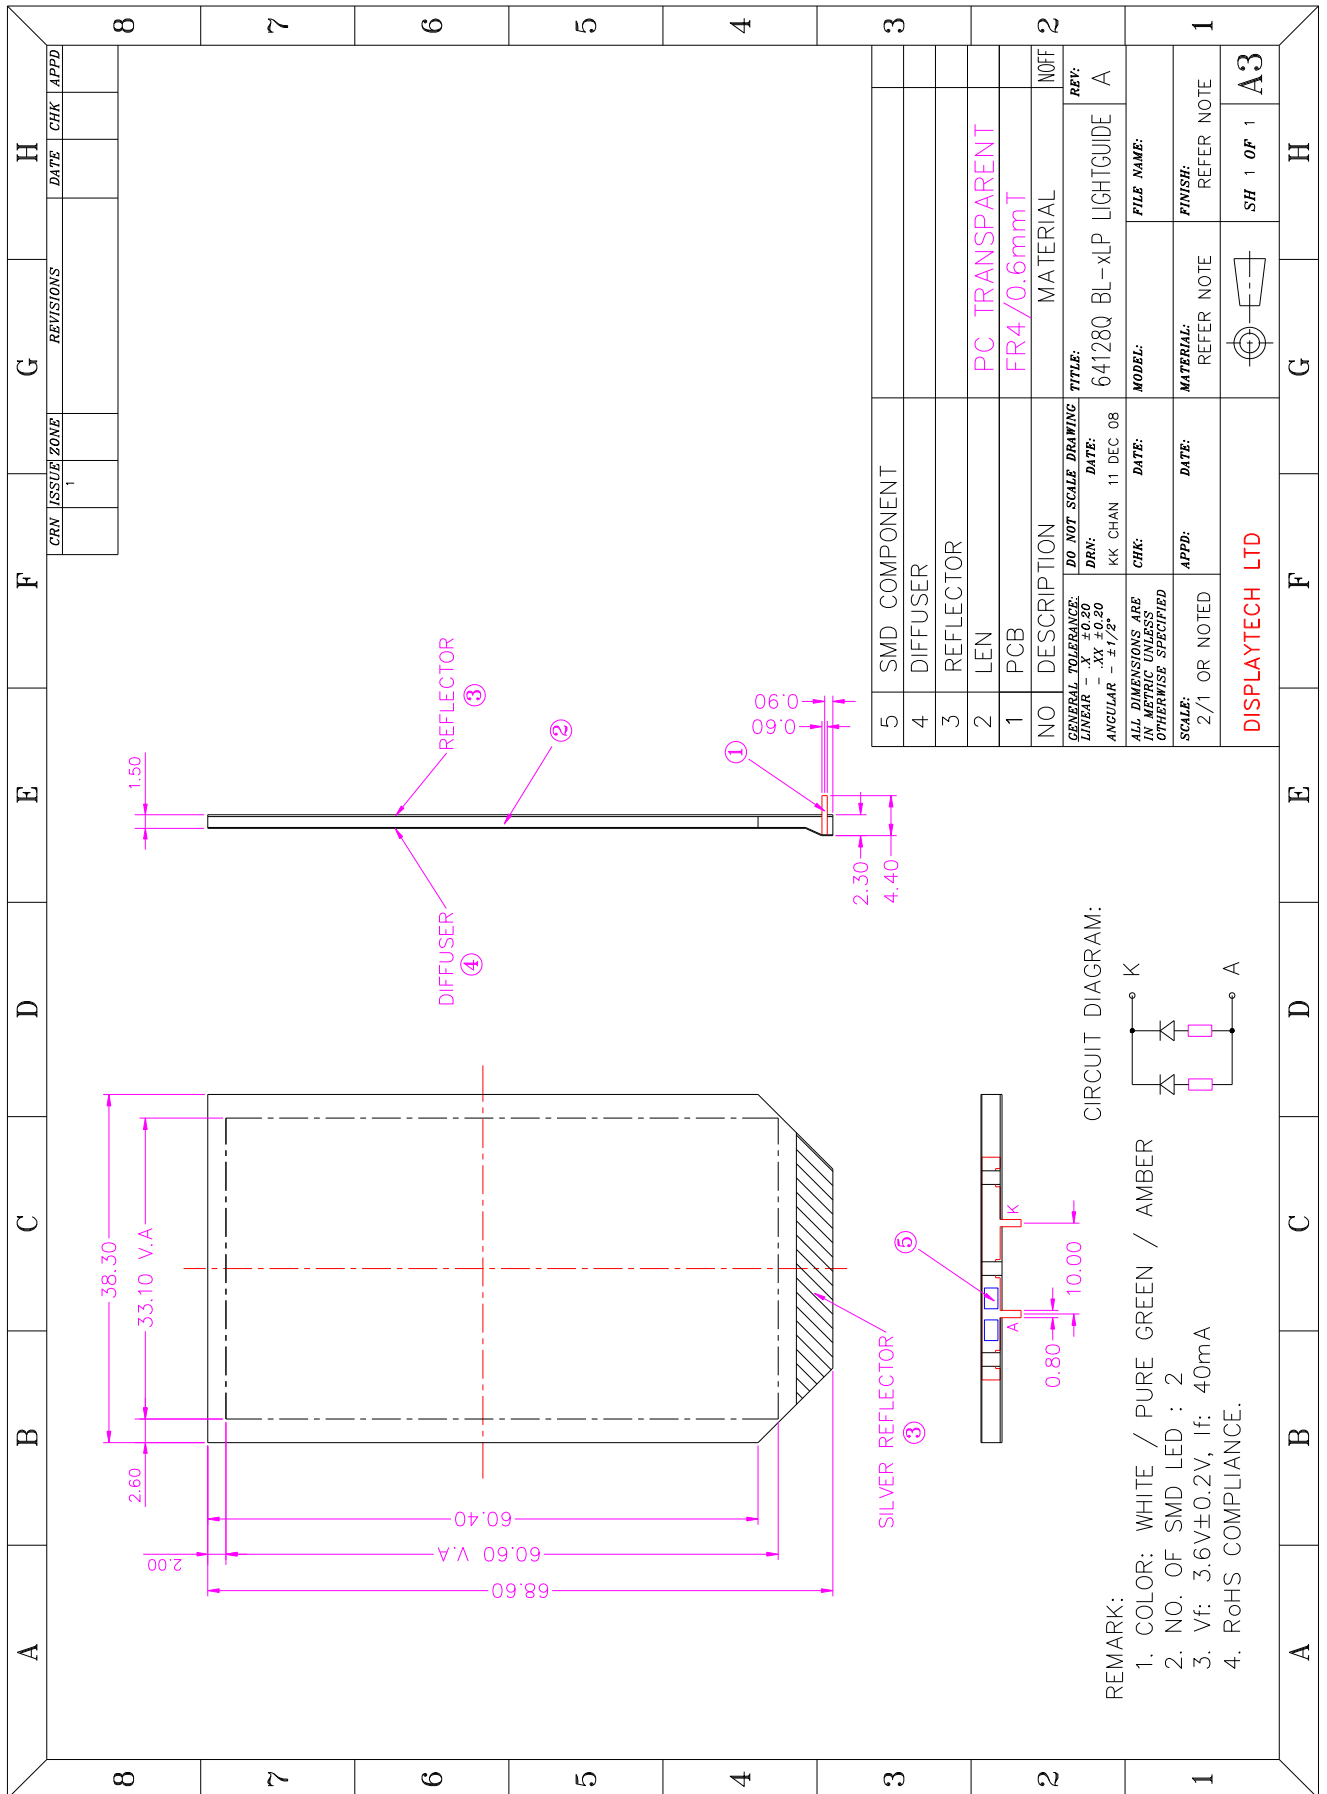 A B C D E F G H
8 7 6 5 4 3 2 1
CRN ISSUE ZONE REVISIONS DATE CHK APPD
1
38.30
33.10 V.A
2.60
2.00
60.40
60.60 V.A
68.60
SILVER REFLECTOR
③
1.50
DIFFUSER
④
REFLECTOR
③
②
①
0.60
0.90
2.30
4.40
⑤
A
K
0.80
10.00
REMARK:
1. COLOR: WHITE / PURE GREEN / AMBER
2. NO. OF SMD LED : 2
3. Vf: 3.6V±0.2V, If: 40mA
4. RoHS COMPLIANCE.
CIRCUIT DIAGRAM:
K
A
5 SMD COMPONENT
4 DIFFUSER
3 REFLECTOR
2 LEN PC TRANSPARENT
1 PCB FR4/0.6mmT
NO DESCRIPTION MATERIAL NOFF
GENERAL TOLERANCE:
LINEAR - .X ±0.20
- .XX ±0.20
ANGULAR - ±1/2°
ALL DIMENSIONS ARE
IN METRIC UNLESS
OTHERWISE SPECIFIED
SCALE:
2/1 OR NOTED
DO NOT SCALE DRAWING
DRN: DATE:
KK CHAN 11 DEC 08
CHK: DATE:
APPD: DATE:
TITLE:
64128Q BL-xLP LIGHTGUIDE
REV:
A
MODEL:
FILE NAME:
MATERIAL:
REFER NOTE
FINISH:
REFER NOTE
DISPLAYTECH LTD
SH 1 OF 1
A3
8 7 6 5 4 3 2 1
A B C D E F G H